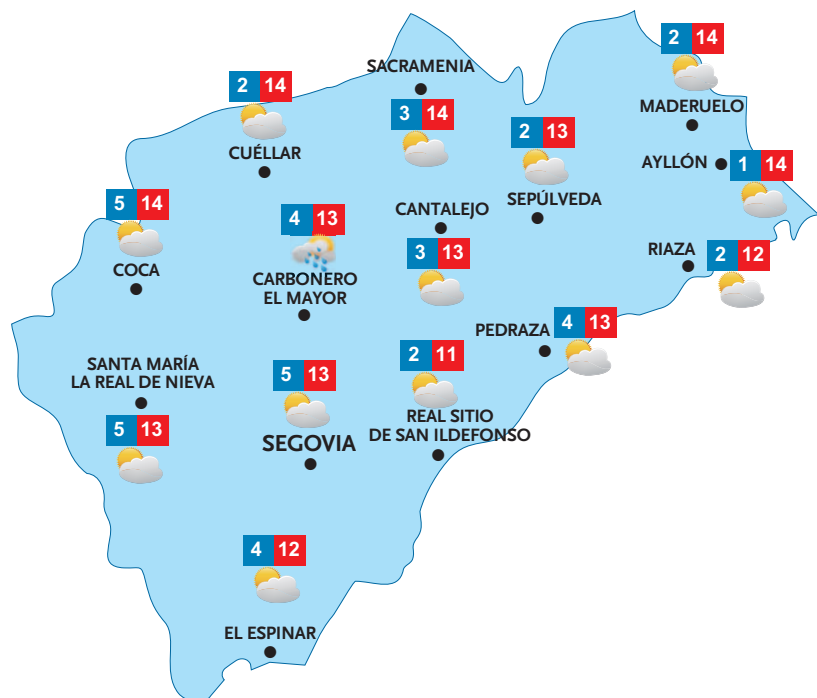 2 14
MADERUELO
SACRAMENIA
3 14
2 14
CUÉLLAR
2 13
SEPÚLVEDA
AYLLÓN
1 14
5 14
COCA
4 13
CARBONERO
EL MAYOR
CANTALEJO
3 13
RIAZA
2 12
PEDRAZA
4 13
SANTA MARÍA
LA REAL DE NIEVA
5 13
5 13
SEGOVIA
2 11
REAL SITIO
DE SAN ILDEFONSO
4 12
EL ESPINAR